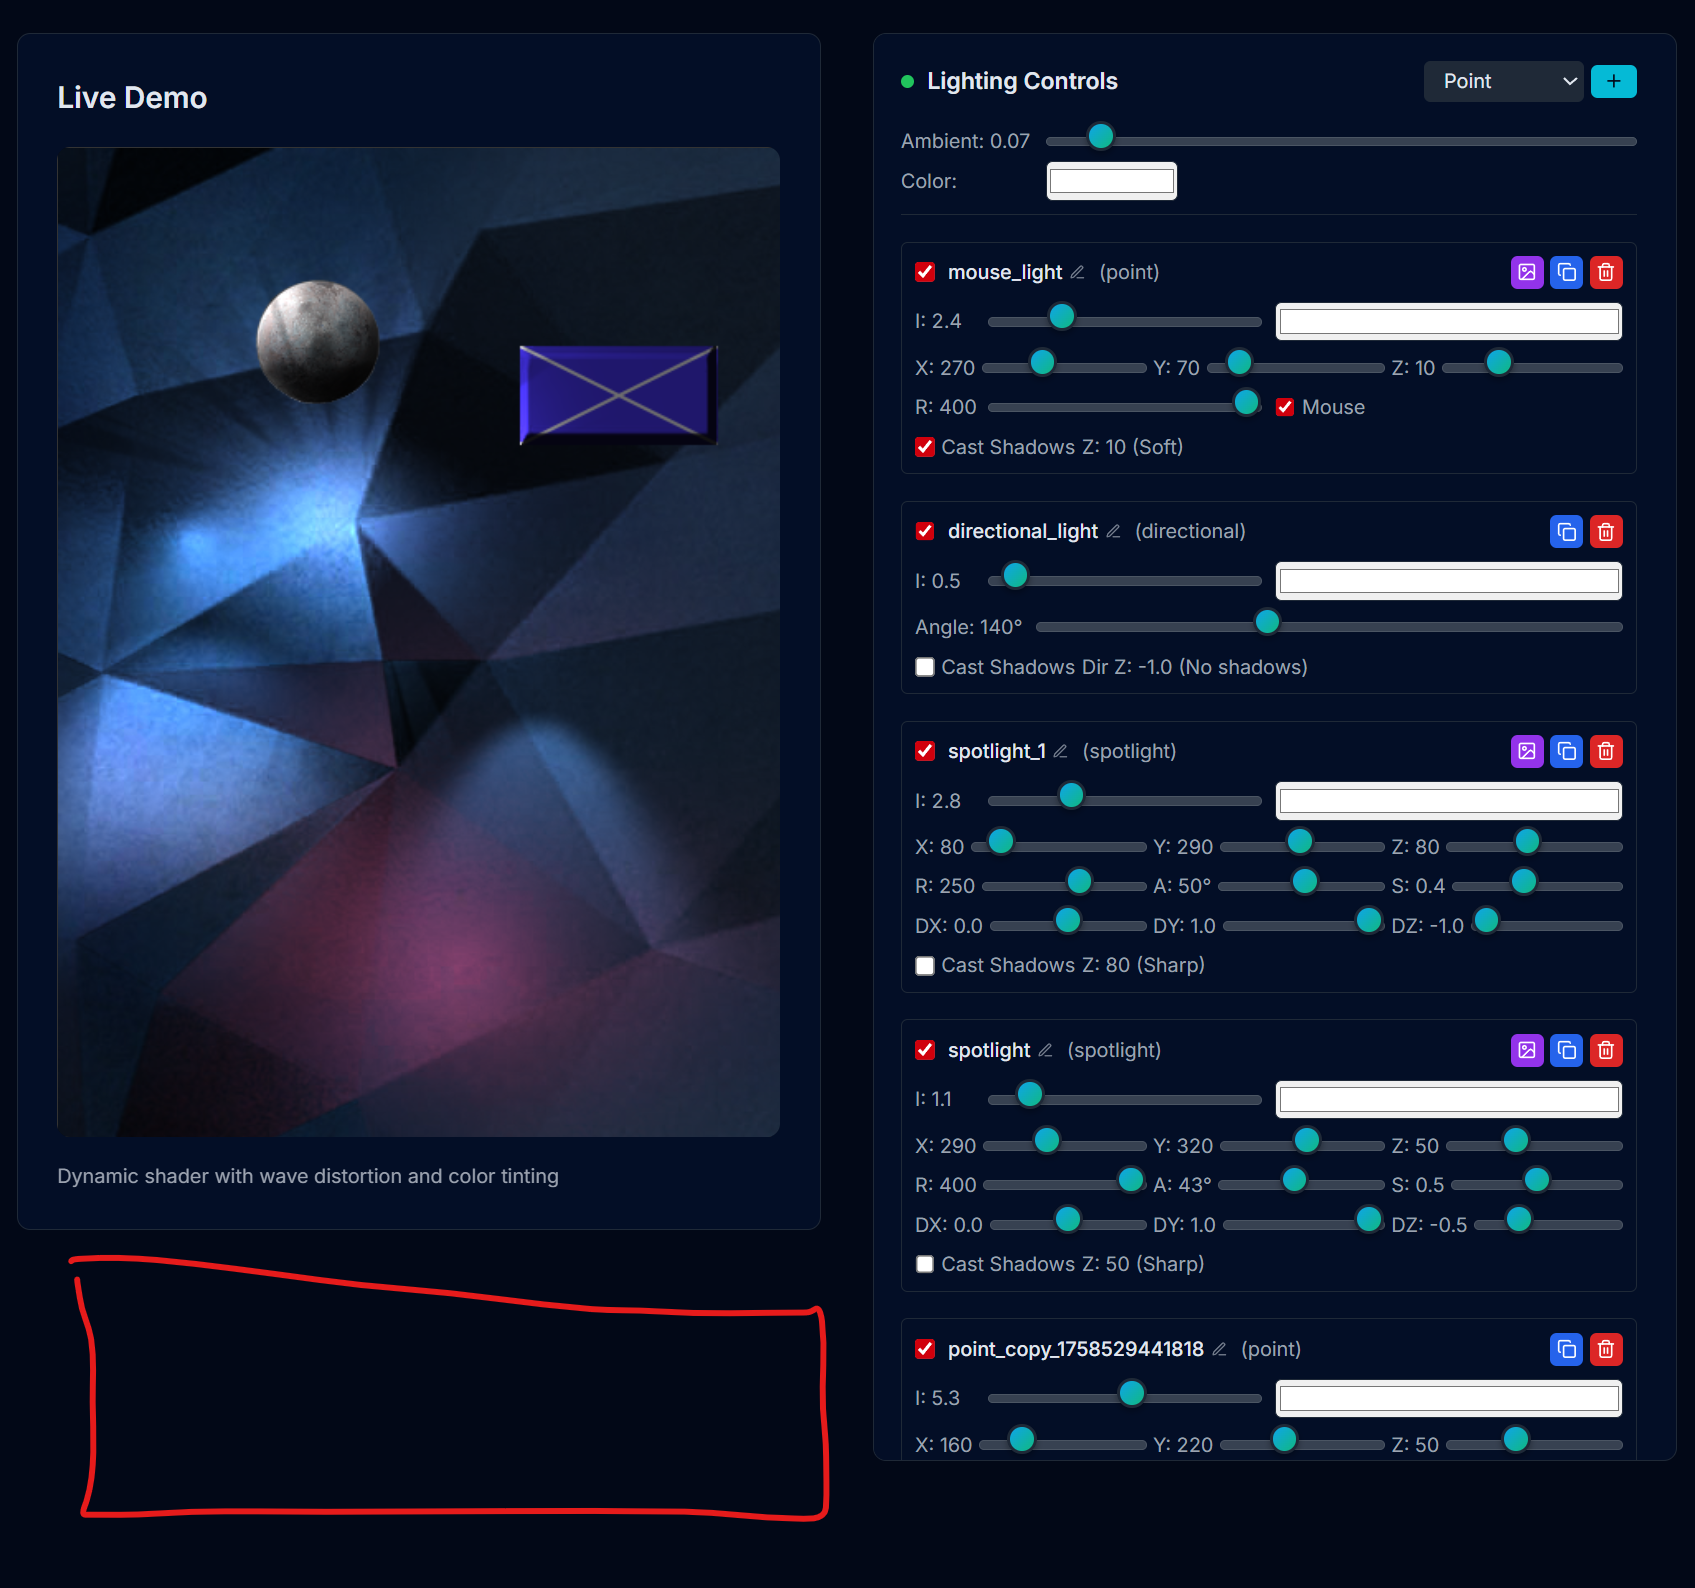 Live Demo
Dynamic shader with wave distortion and color tinting
Lighting Controls
Point
+
Ambient: 0.07
Color:
mouse_light (point)
I: 2.4
X: 270 Y: 70 Z: 10
R: 400 Mouse
Cast Shadows Z: 10 (Soft)
directional_light (directional)
I: 0.5
Angle: 140°
Cast Shadows Dir Z: -1.0 (No shadows)
spotlight_1 (spotlight)
I: 2.8
X: 80 Y: 290 Z: 80
R: 250 A: 50° S: 0.4
DX: 0.0 DY: 1.0 DZ: -1.0
Cast Shadows Z: 80 (Sharp)
spotlight (spotlight)
I: 1.1
X: 290 Y: 320 Z: 50
R: 400 A: 43° S: 0.5
DX: 0.0 DY: 1.0 DZ: -0.5
Cast Shadows Z: 50 (Sharp)
point_copy_1758529441818 (point)
I: 5.3
X: 160 Y: 220 Z: 50